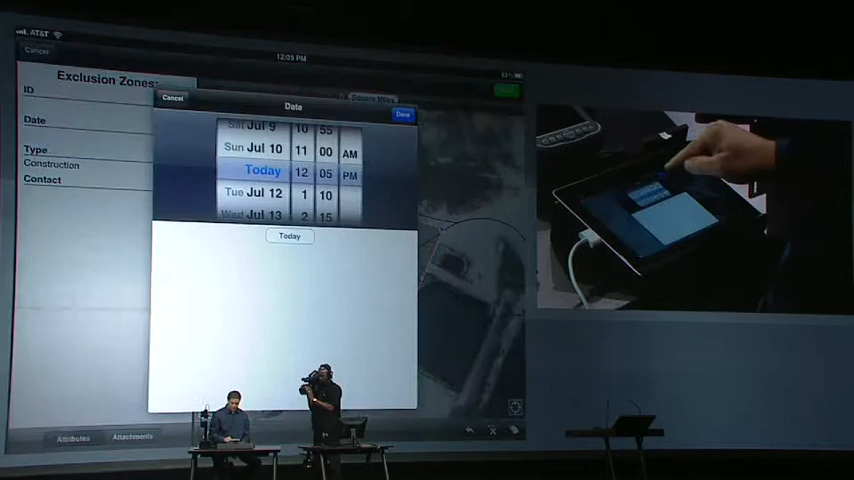 AT&T
12:05 PM
Cancel
Exclusion Zones:
Square Miles
ID
Date
Type
Construction
Contact
Cancel
Date
Done
Sat Jul 9 10 55
Sun Jul 10 11 00 AM
Today 12 05 PM
Tue Jul 12 1 10
Wed Jul 13 2 15
Today
Attributes
Attachments